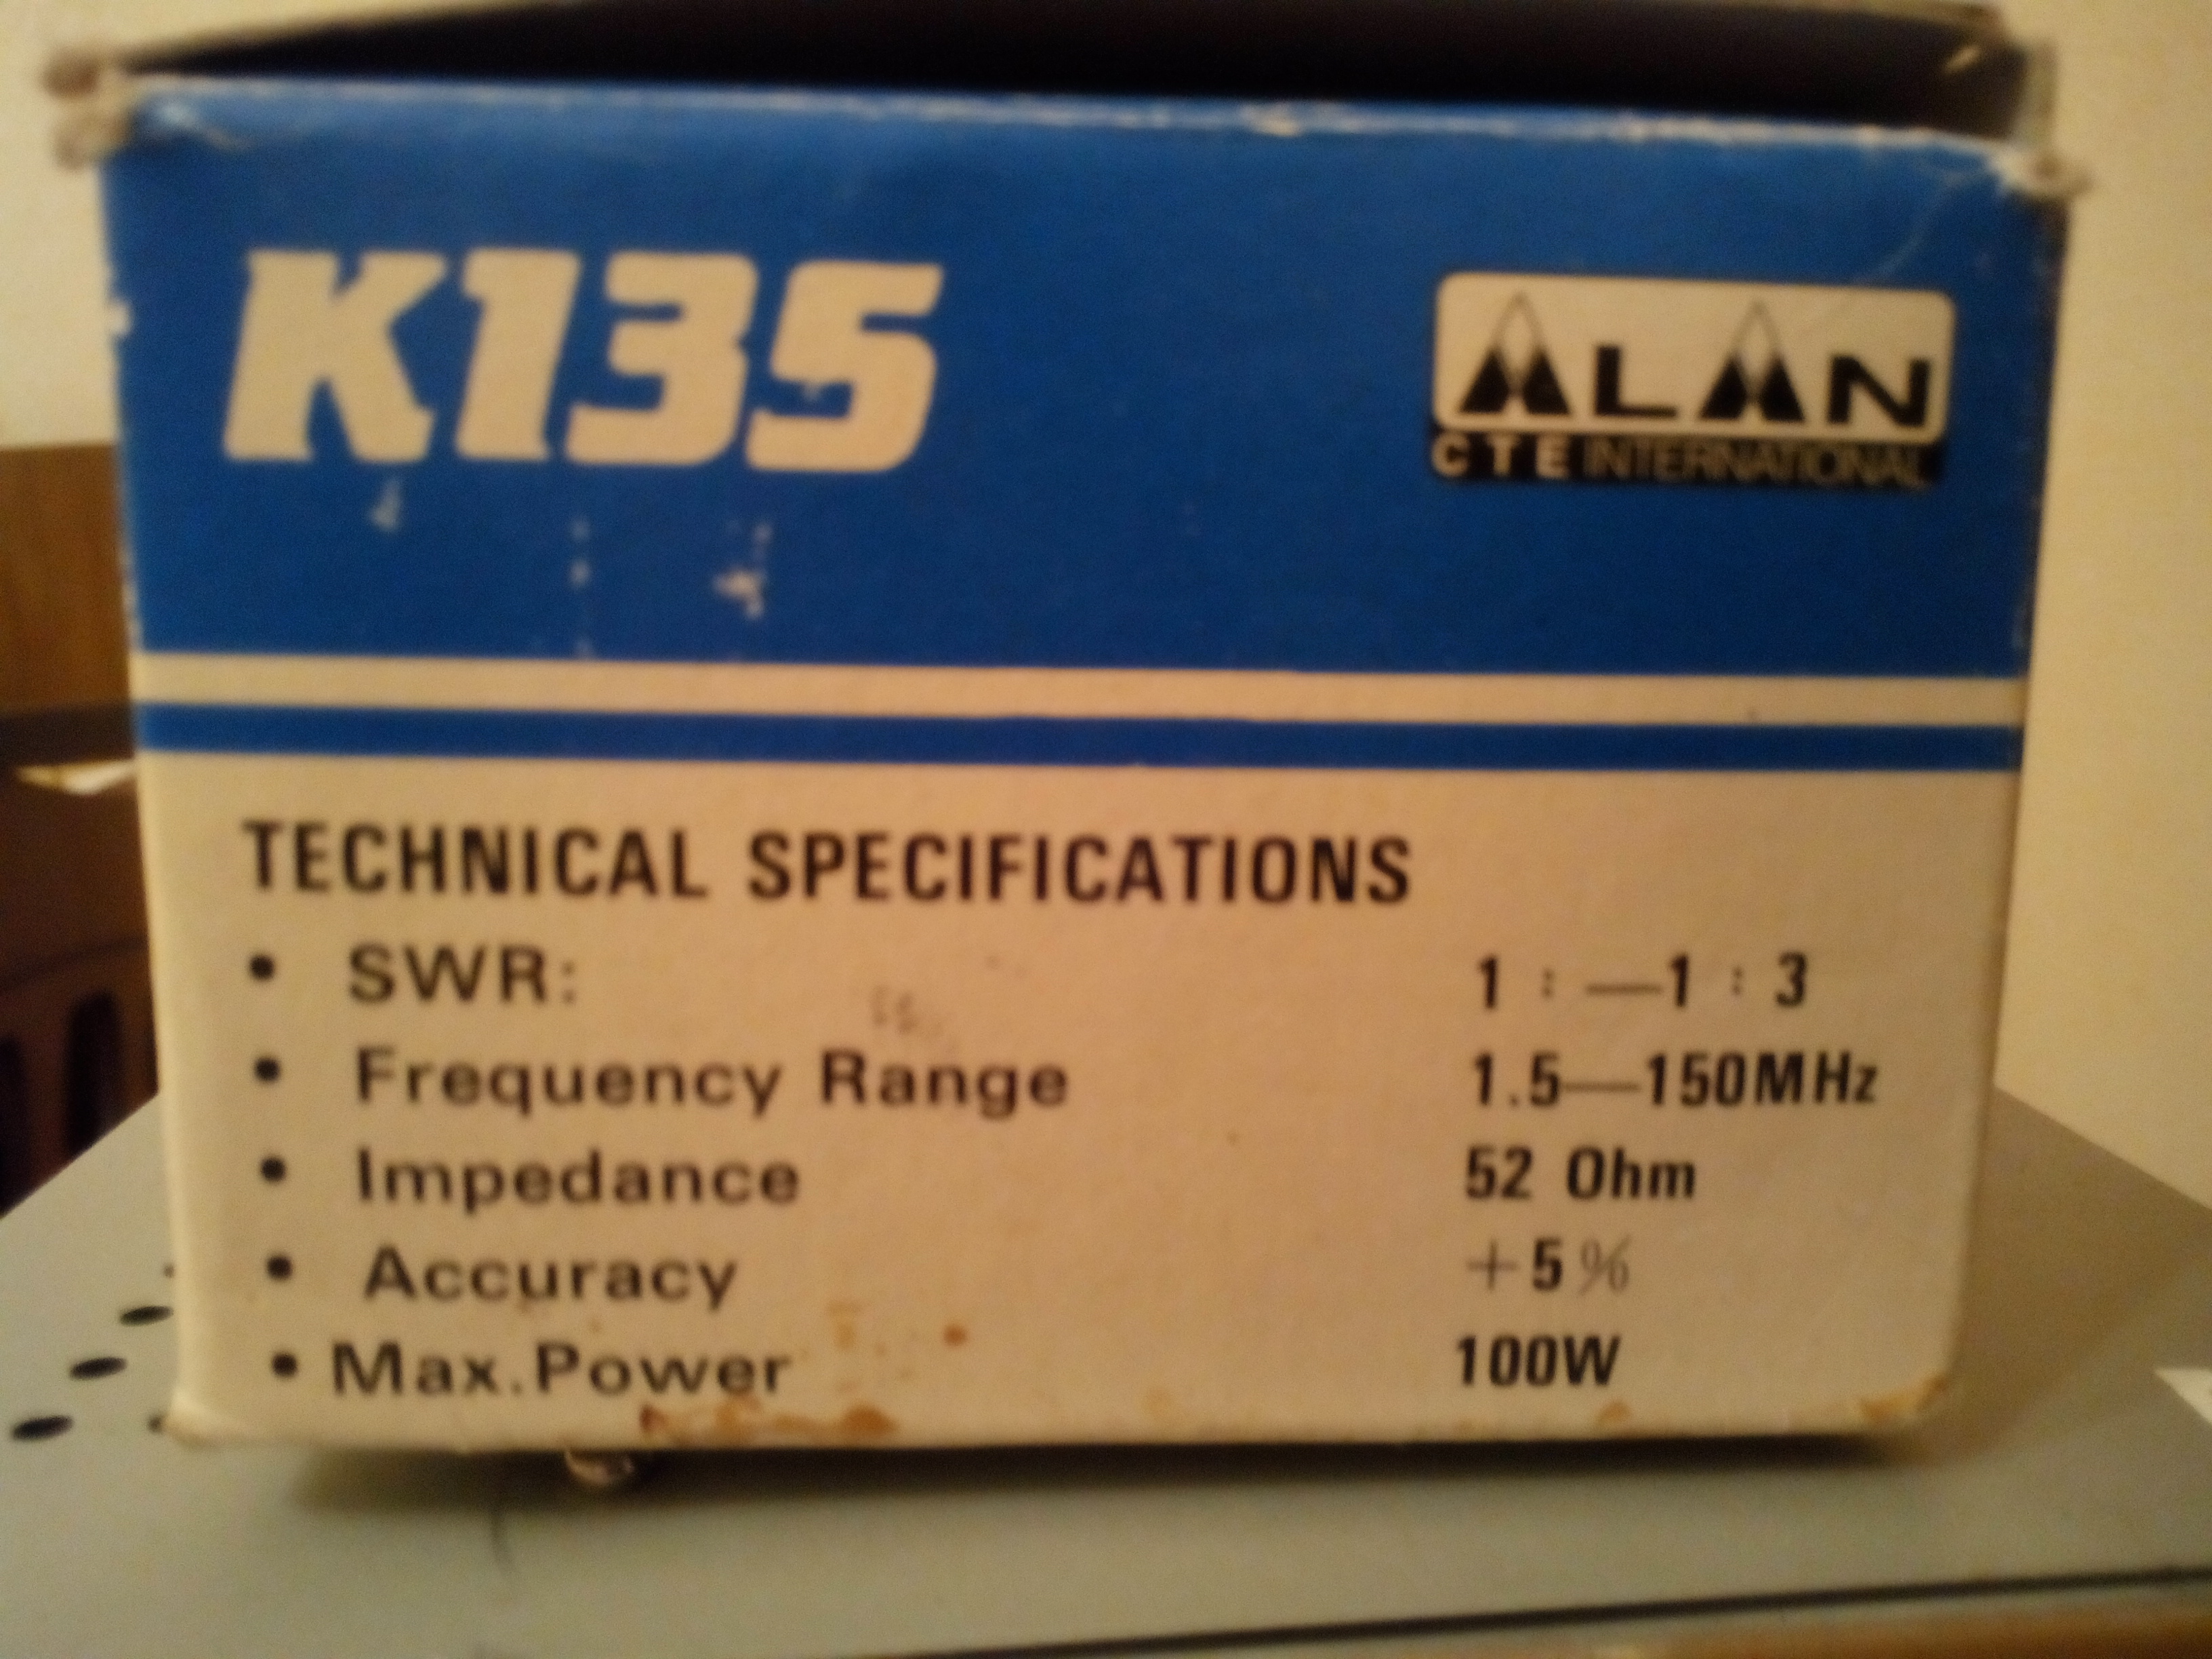 K135
ALAN
CTE INTERNATIONAL
TECHNICAL SPECIFICATIONS
• SWR: 1 : —1 : 3
• Frequency Range 1.5—150MHz
• Impedance 52 Ohm
• Accuracy +5%
• Max.Power 100W